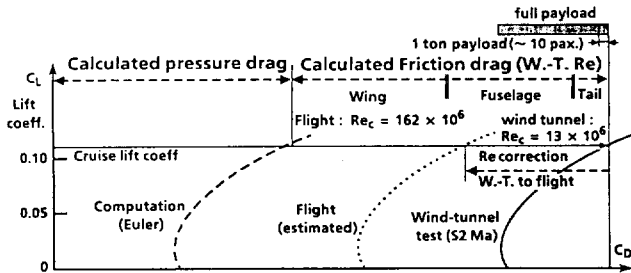 full payload
1 ton payload (~ 10 pax.)
Calculated pressure drag
Calculated Friction drag (W.-T. Re)
C_L
Lift
coeff.
Wing
Fuselage
Tail
Flight : Re_c = 162 × 10^6
wind tunnel :
Re_c = 13 × 10^6
0.10
Cruise lift coeff
Re correction
W.-T. to flight
0.05
Computation
(Euler)
Flight
(estimated)
Wind-tunnel
test (S2 Ma)
0
C_D